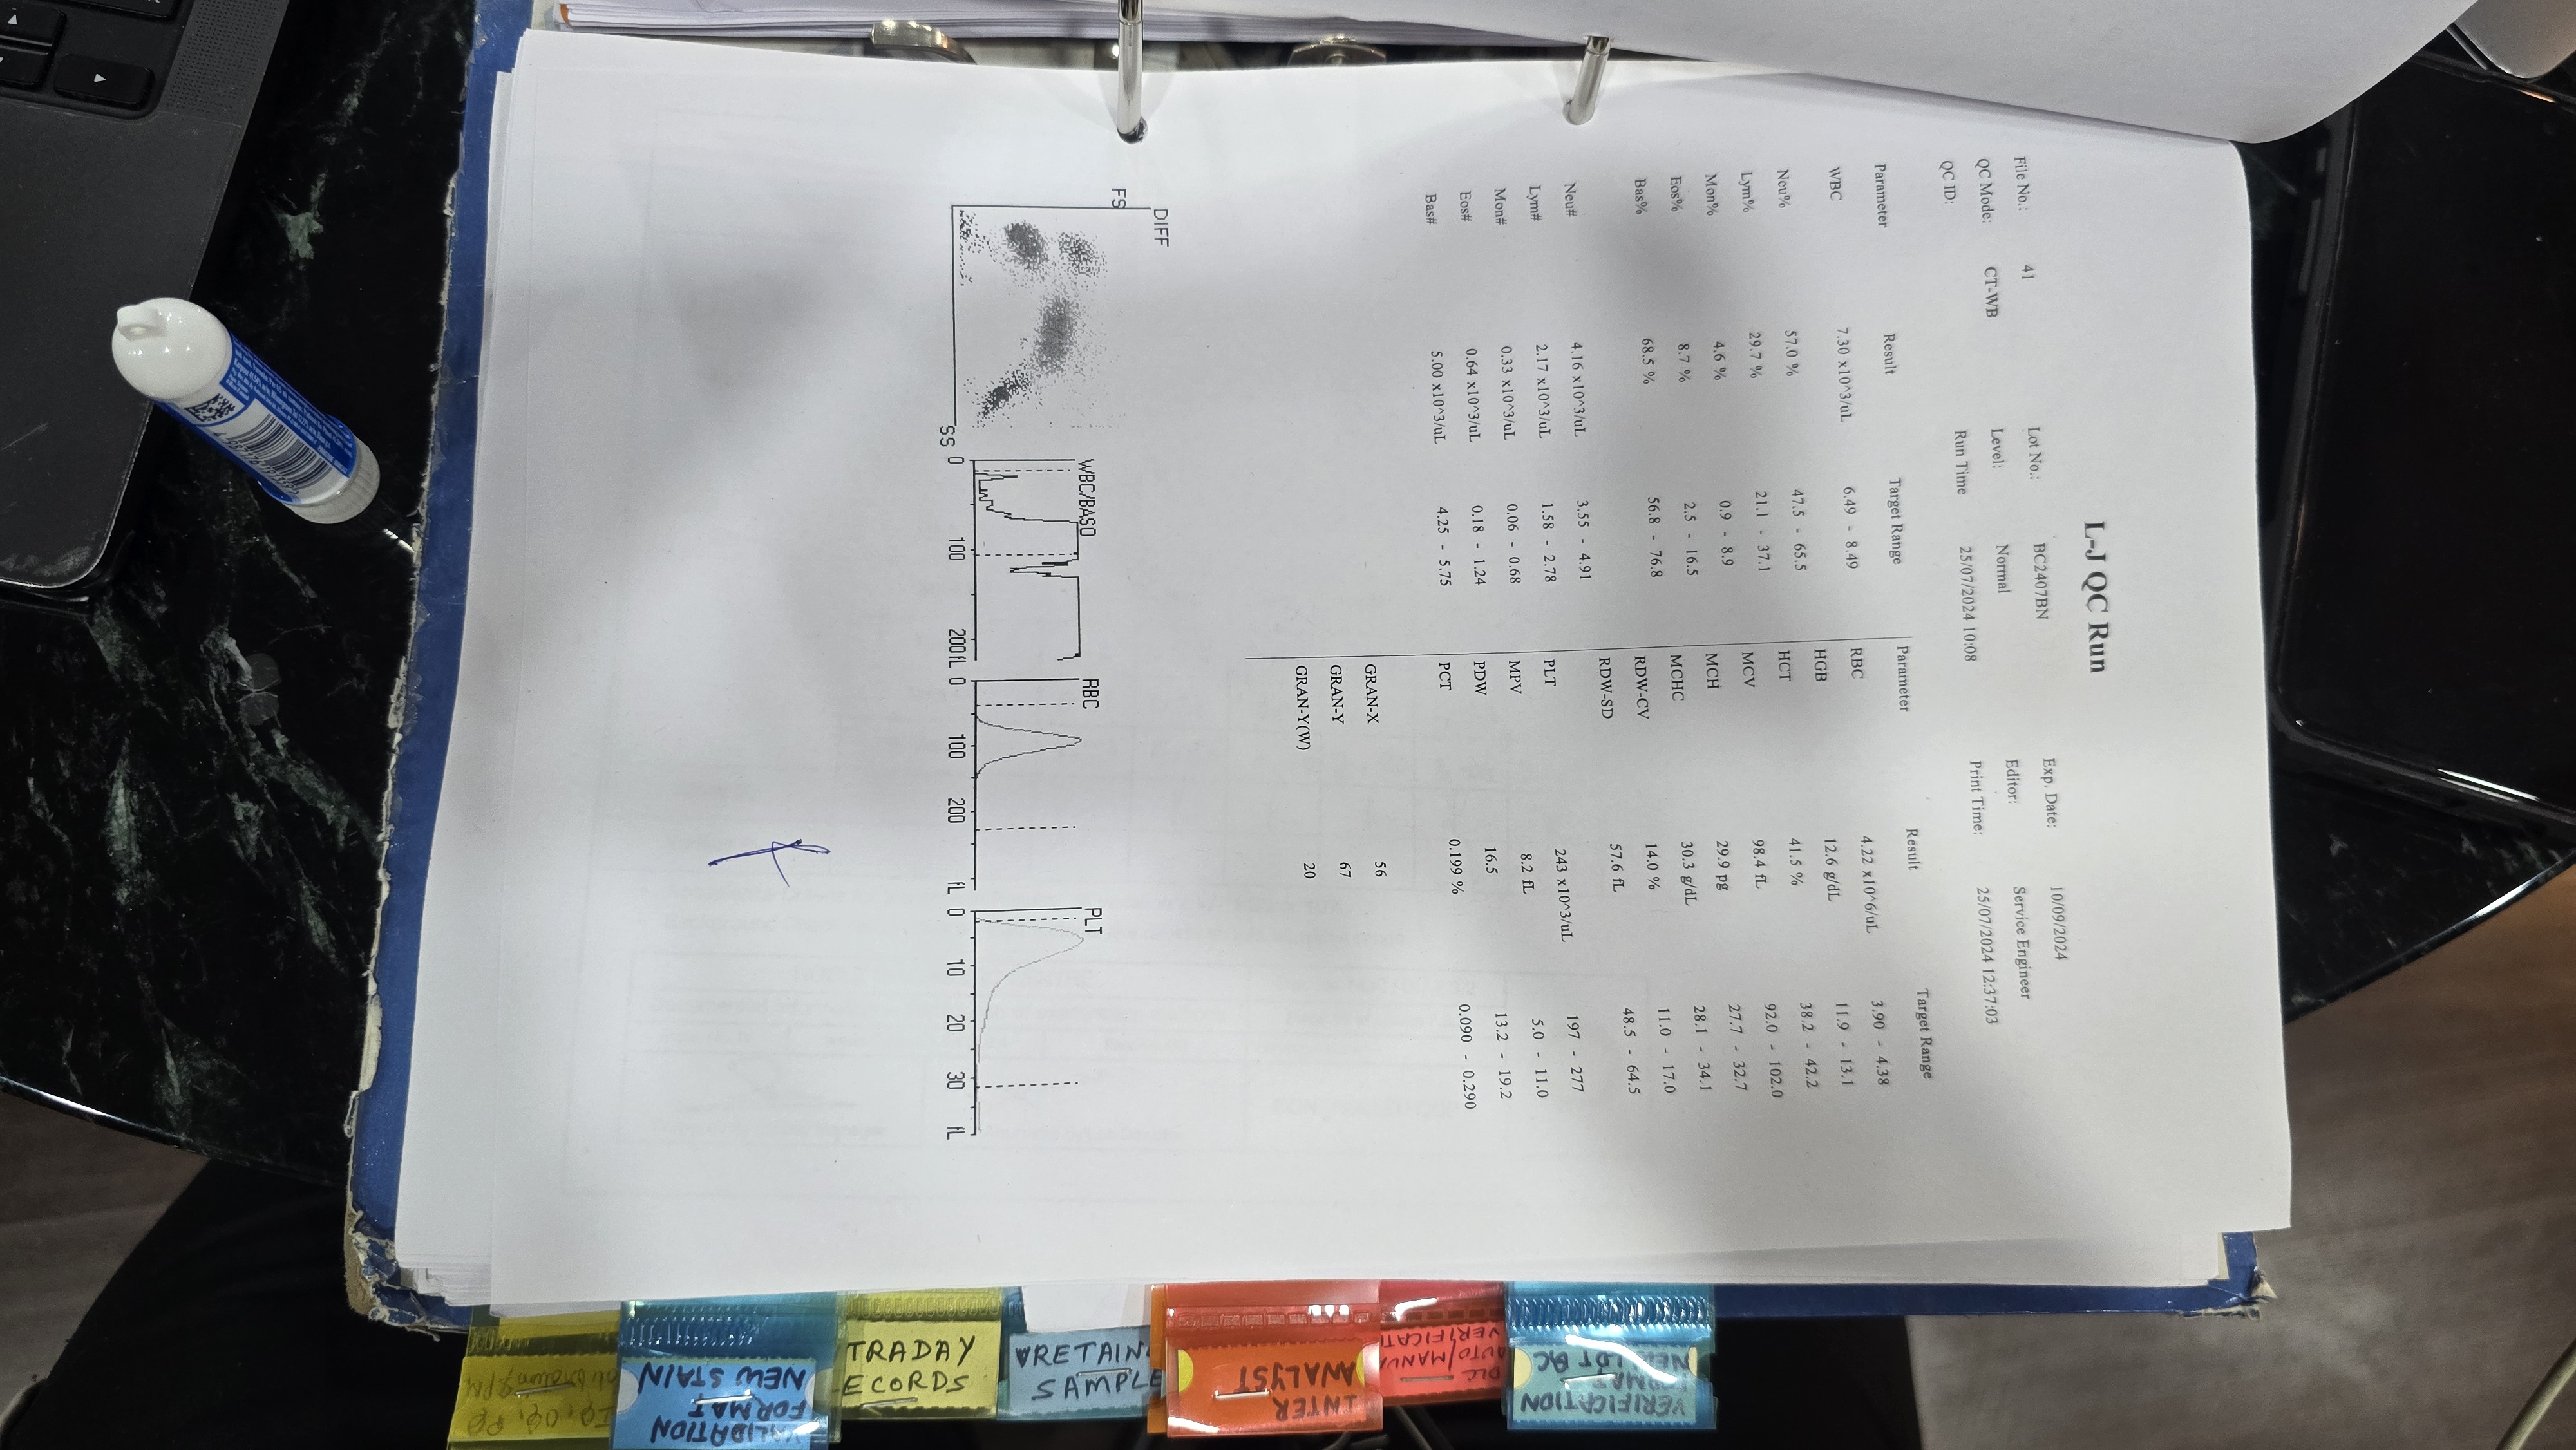 L-J QC Run
File No.: 41 Lot No.: BC2407BN Exp. Date: 10/09/2024
QC Mode: CT-WB Level: Normal Editor: Service Engineer
QC ID: Run Time 25/07/2024 10:08 Print Time: 25/07/2024 12:37:03
Parameter Result Target Range Parameter Result Target Range
WBC 7.30 x10^3/uL 6.49 - 8.49 RBC 4.22 x10^6/uL 3.90 - 4.38
HGB 12.6 g/dL 11.9 - 13.1
Neu% 57.0 % 47.5 - 65.5 HCT 41.5 % 38.2 - 42.2
Lym% 29.7 % 21.1 - 37.1 MCV 98.4 fL 92.0 - 102.0
Mon% 4.6 % 0.9 - 8.9 MCH 29.9 pg 27.7 - 32.7
Eos% 8.7 % 2.5 - 16.5 MCHC 30.3 g/dL 28.1 - 34.1
Bas% 68.5 % 56.8 - 76.8 RDW-CV 14.0 % 11.0 - 17.0
RDW-SD 57.6 fL 48.5 - 64.5
Neu# 4.16 x10^3/uL 3.55 - 4.91
Lym# 2.17 x10^3/uL 1.58 - 2.78 PLT 243 x10^3/uL 197 - 277
Mon# 0.33 x10^3/uL 0.06 - 0.68 MPV 8.2 fL 5.0 - 11.0
Eos# 0.64 x10^3/uL 0.18 - 1.24 PDW 16.5 13.2 - 19.2
Bas# 5.00 x10^3/uL 4.25 - 5.75 PCT 0.199 % 0.090 - 0.290
GRAN-X 56
GRAN-Y 67
GRAN-Y(W) 20
DIFF
FS
SS
WBC/BASO
0 100 200 fL
RBC
0 100 200 fL
PLT
0 10 20 30 fL
VALIDATION
FORMAT
NEW STAIN
TRADAY
ECORDS
RETAIN
SAMPLE
INTER
ANALYST
DLC
AUTO/MANU
VERIFICAT
VERIFICATION
NEW LOT QC